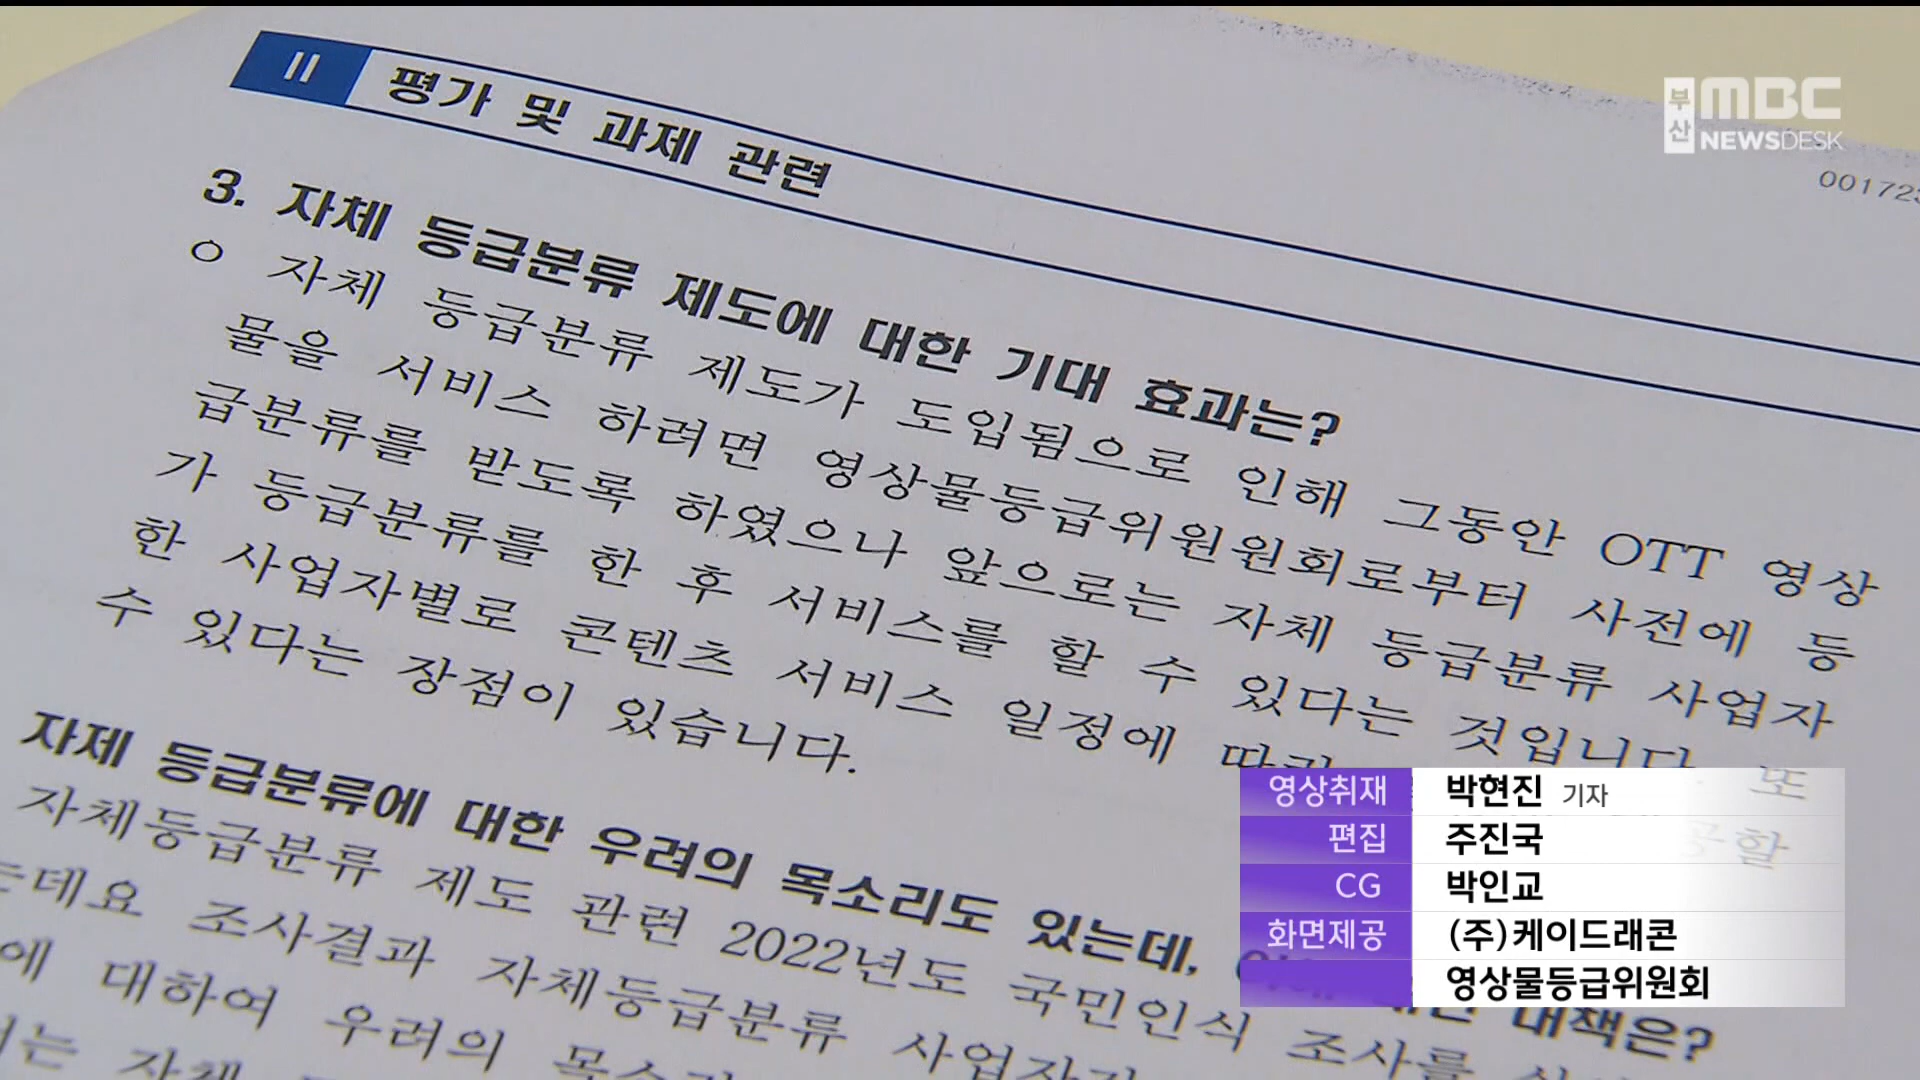 부산 MBC
NEWSDESK
001723
II 평가 및 과제 관련
3. 자체 등급분류 제도에 대한 기대 효과는?
ㅇ 자체 등급분류 제도가 도입됨으로 인해 그동안 OTT 영상
물을 서비스 하려면 영상물등급위원원회로부터 사전에 등
급분류를 받도록 하였으나 앞으로는 자체 등급분류 사업자
가 등급분류를 한 후 서비스를 할 수 있다는 것입니다. 또
한 사업자별로 콘텐츠 서비스 일정에 따라 공할
수 있다는 장점이 있습니다.
자제 등급분류에 대한 우려의 목소리도 있는데, 대책은?
자체등급분류 제도 관련 2022년도 국민인식 조사를
는데요 조사결과 자체등급분류
에 대하여 우려의
는 자체
영상취재 박현진 기자
편집 주진국
CG 박인교
화면제공 (주)케이드래콘
영상물등급위원회